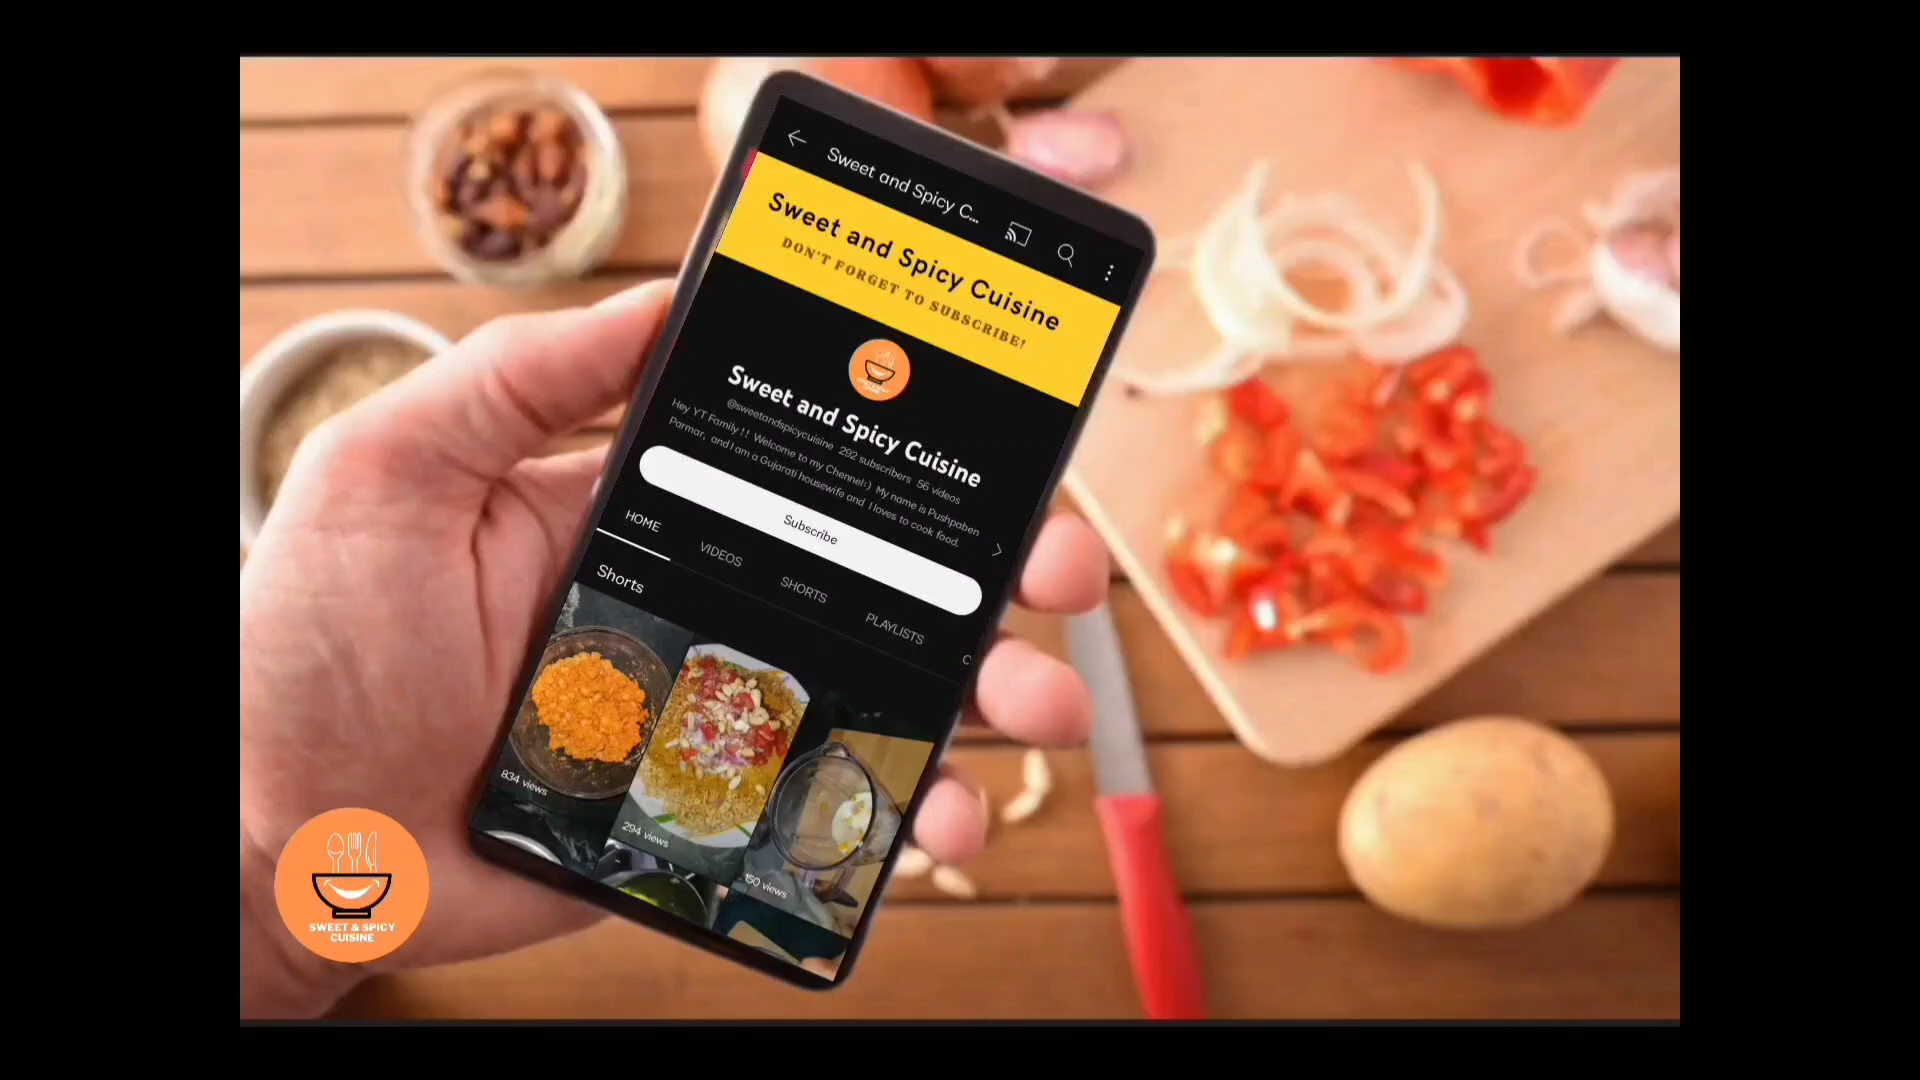 Sweet and Spicy C...
Sweet and Spicy Cuisine
DON'T FORGET TO SUBSCRIBE!
Sweet and Spicy Cuisine
@sweetandspicycuisine 292 subscribers 56 videos
Hey YT Family !! Welcome to my Chennel:) My name is Pushpaben
Parmar, and I am a Gujarati housewife and I loves to cook food.
Subscribe
HOME
VIDEOS
SHORTS
PLAYLISTS
C
Shorts
834 views
294 views
150 views
SWEET & SPICY
CUISINE